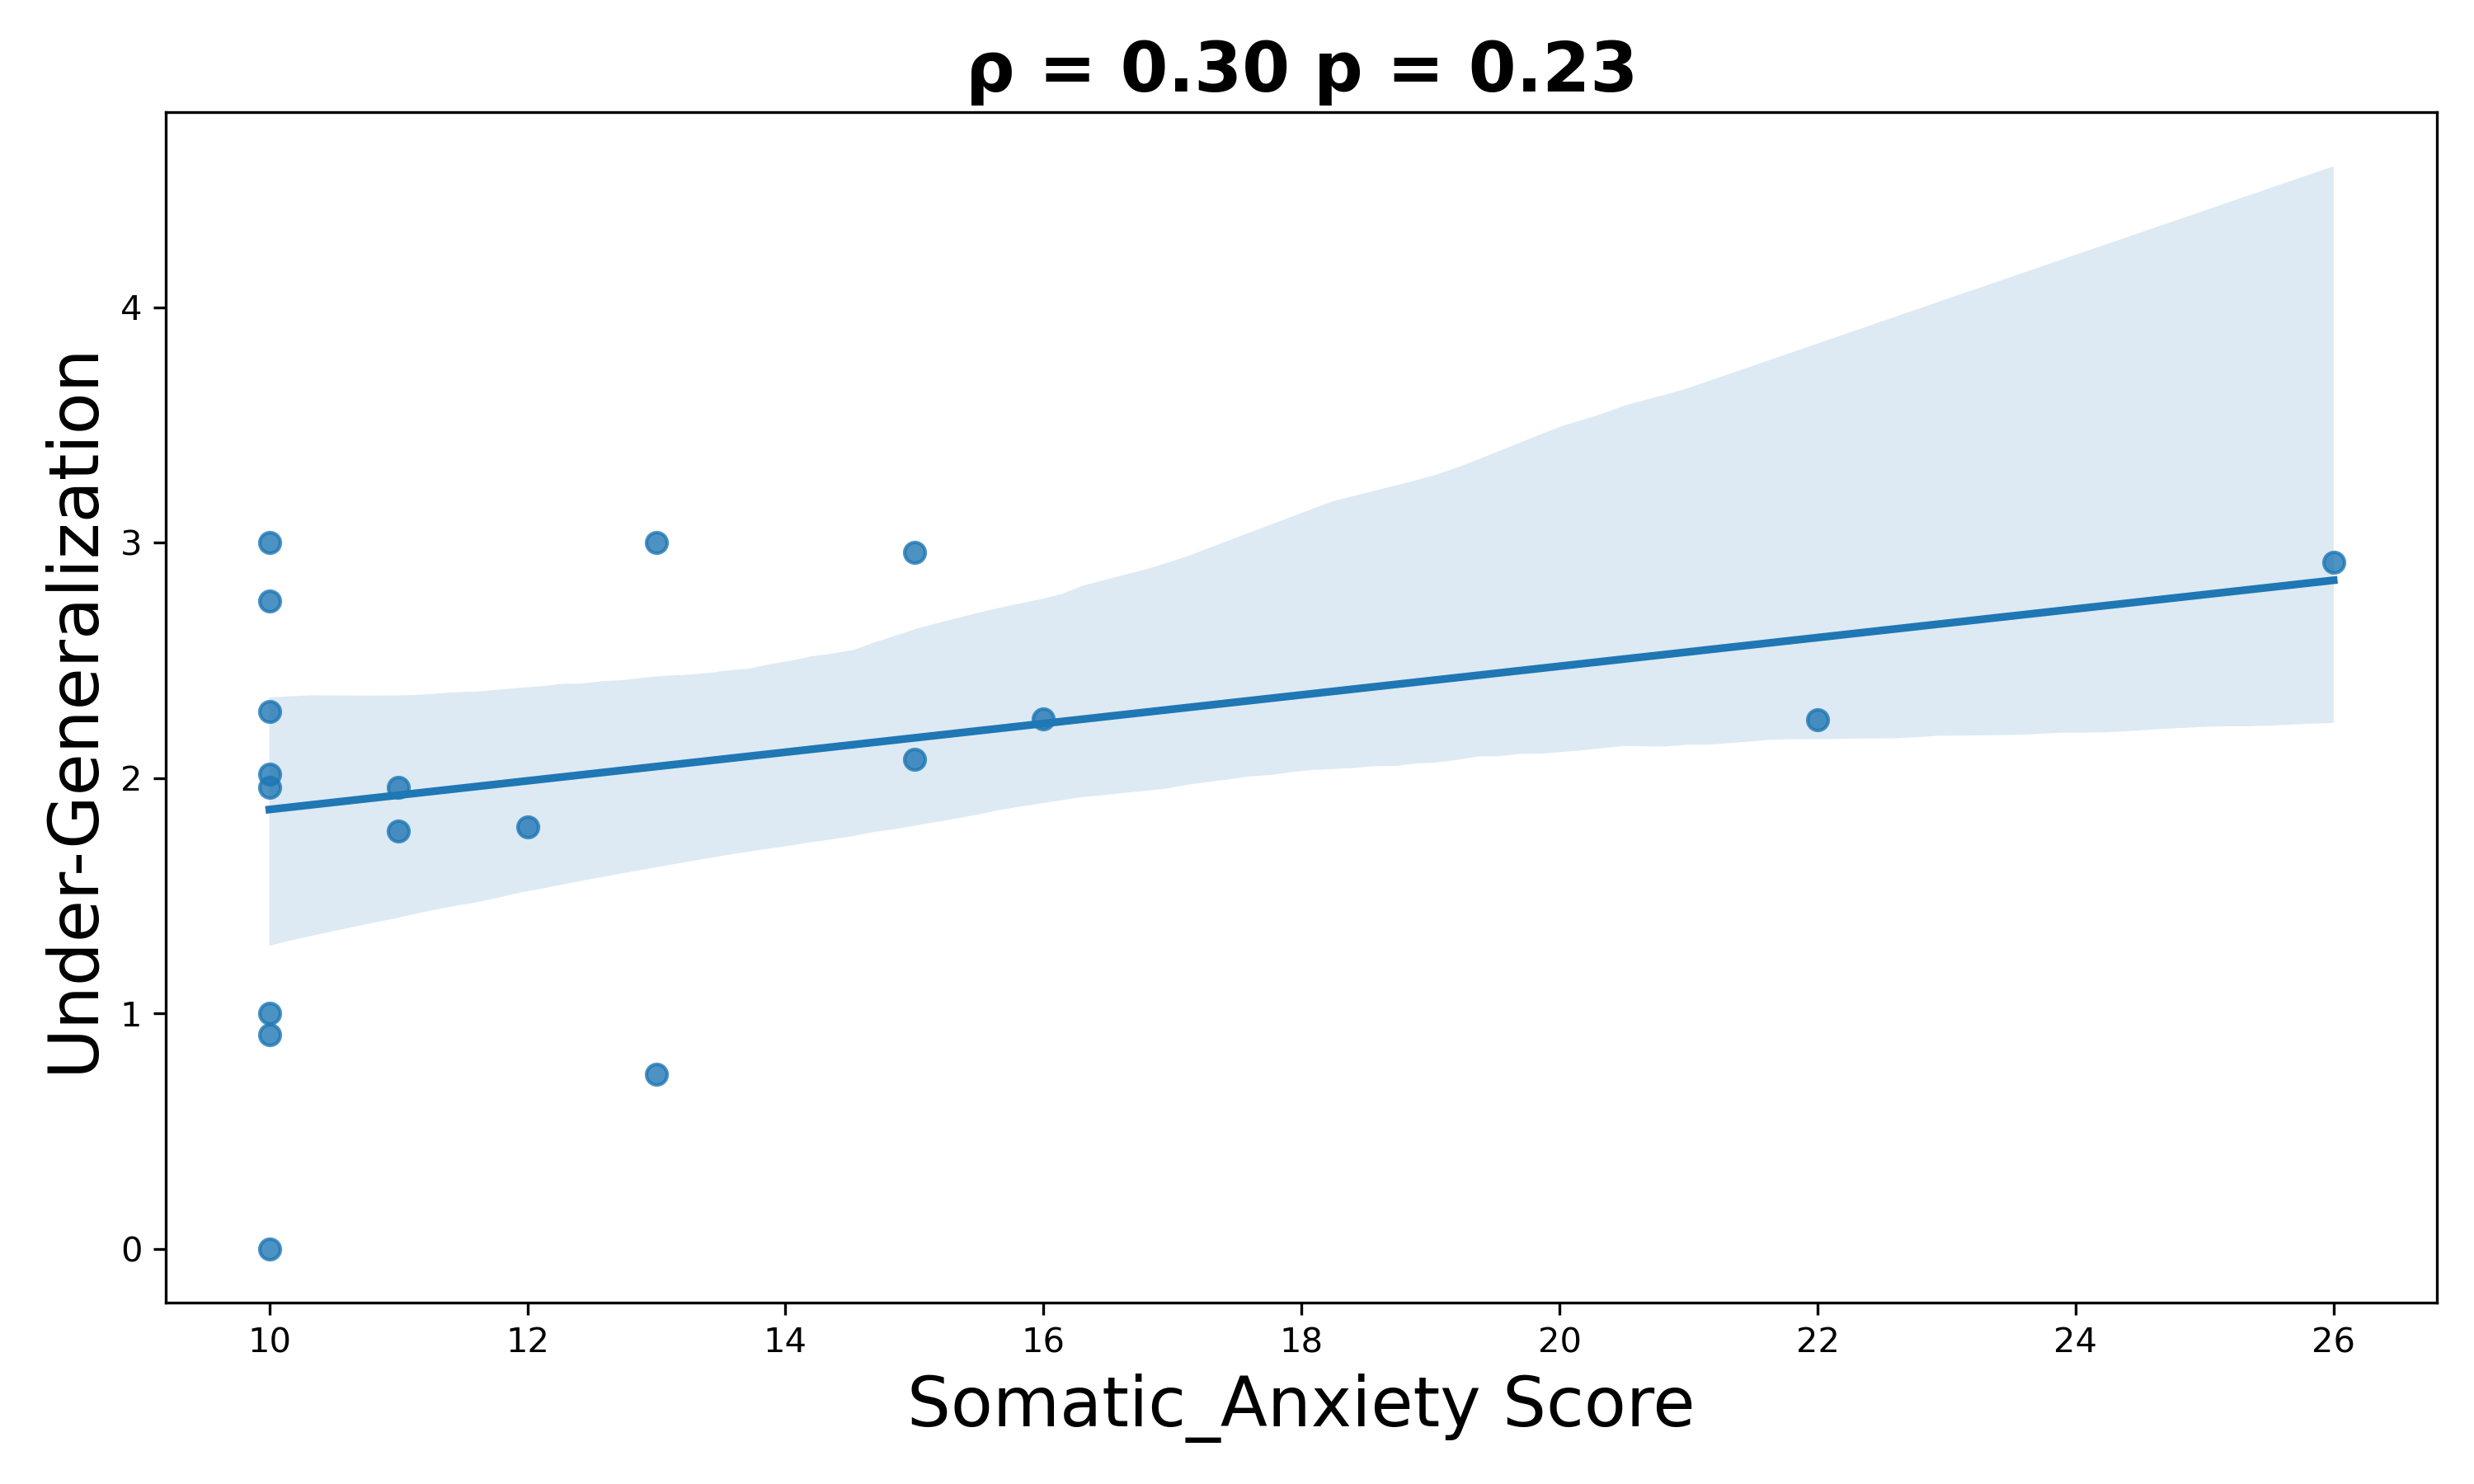 ρ = 0.30 p = 0.23
Under-Generalization
4
3
2
1
0
10 12 14 16 18 20 22 24 26
Somatic_Anxiety Score